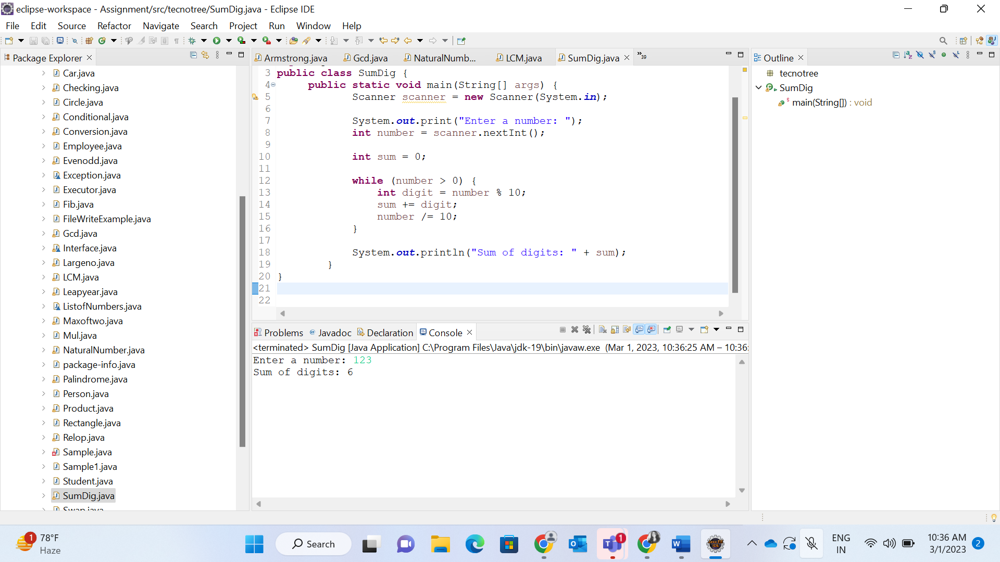 eclipse-workspace - Assignment/src/tecnotree/SumDig.java - Eclipse IDE
File Edit Source Refactor Navigate Search Project Run Window Help
Package Explorer
Car.java
Checking.java
Circle.java
Conditional.java
Conversion.java
Employee.java
Evenodd.java
Exception.java
Executor.java
Fib.java
FileWriteExample.java
Gcd.java
Interface.java
Largeno.java
LCM.java
Leapyear.java
ListofNumbers.java
Maxoftwo.java
Mul.java
NaturalNumber.java
package-info.java
Palindrome.java
Person.java
Product.java
Rectangle.java
Relop.java
Sample.java
Sample1.java
Student.java
SumDig.java
Swap.java
Armstrong.java Gcd.java NaturalNumb... LCM.java SumDig.java »39
3 public class SumDig {
4 public static void main(String[] args) {
5 Scanner scanner = new Scanner(System.in);
6
7 System.out.print("Enter a number: ");
8 int number = scanner.nextInt();
9
10 int sum = 0;
11
12 while (number > 0) {
13 int digit = number % 10;
14 sum += digit;
15 number /= 10;
16 }
17
18 System.out.println("Sum of digits: " + sum);
19 }
20 }
21
22
Problems Javadoc Declaration Console
<terminated> SumDig [Java Application] C:\Program Files\Java\jdk-19\bin\javaw.exe (Mar 1, 2023, 10:36:25 AM – 10:36:
Enter a number: 123
Sum of digits: 6
Outline
tecnotree
SumDig
main(String[]) : void
1
78°F
Haze
Search
1
ENG
IN
10:36 AM
3/1/2023
2